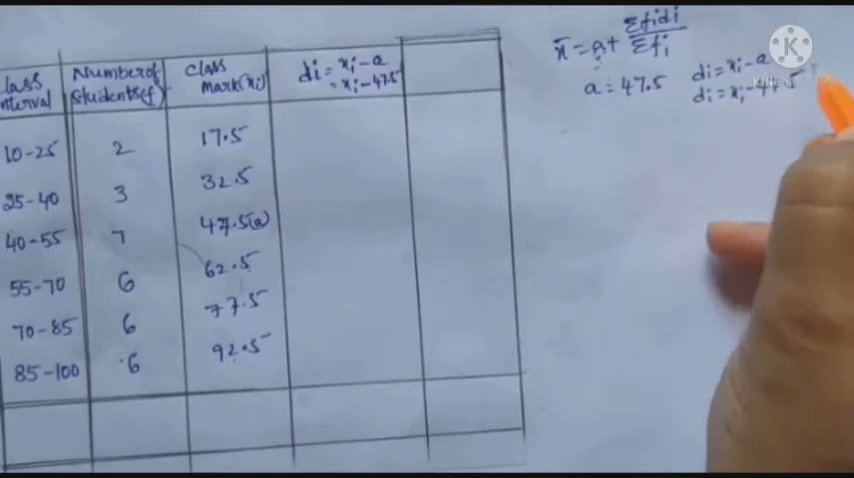 Class Interval
Number of students(f)
Class mark(xi)
di = xi - a
= xi - 47.5
10-25 2 17.5
25-40 3 32.5
40-55 7 47.5(a)
55-70 6 62.5
70-85 6 77.5
85-100 6 92.5
x̄ = a + Σfidi / Σfi
a = 47.5
di = xi - a
di = xi - 47.5
K